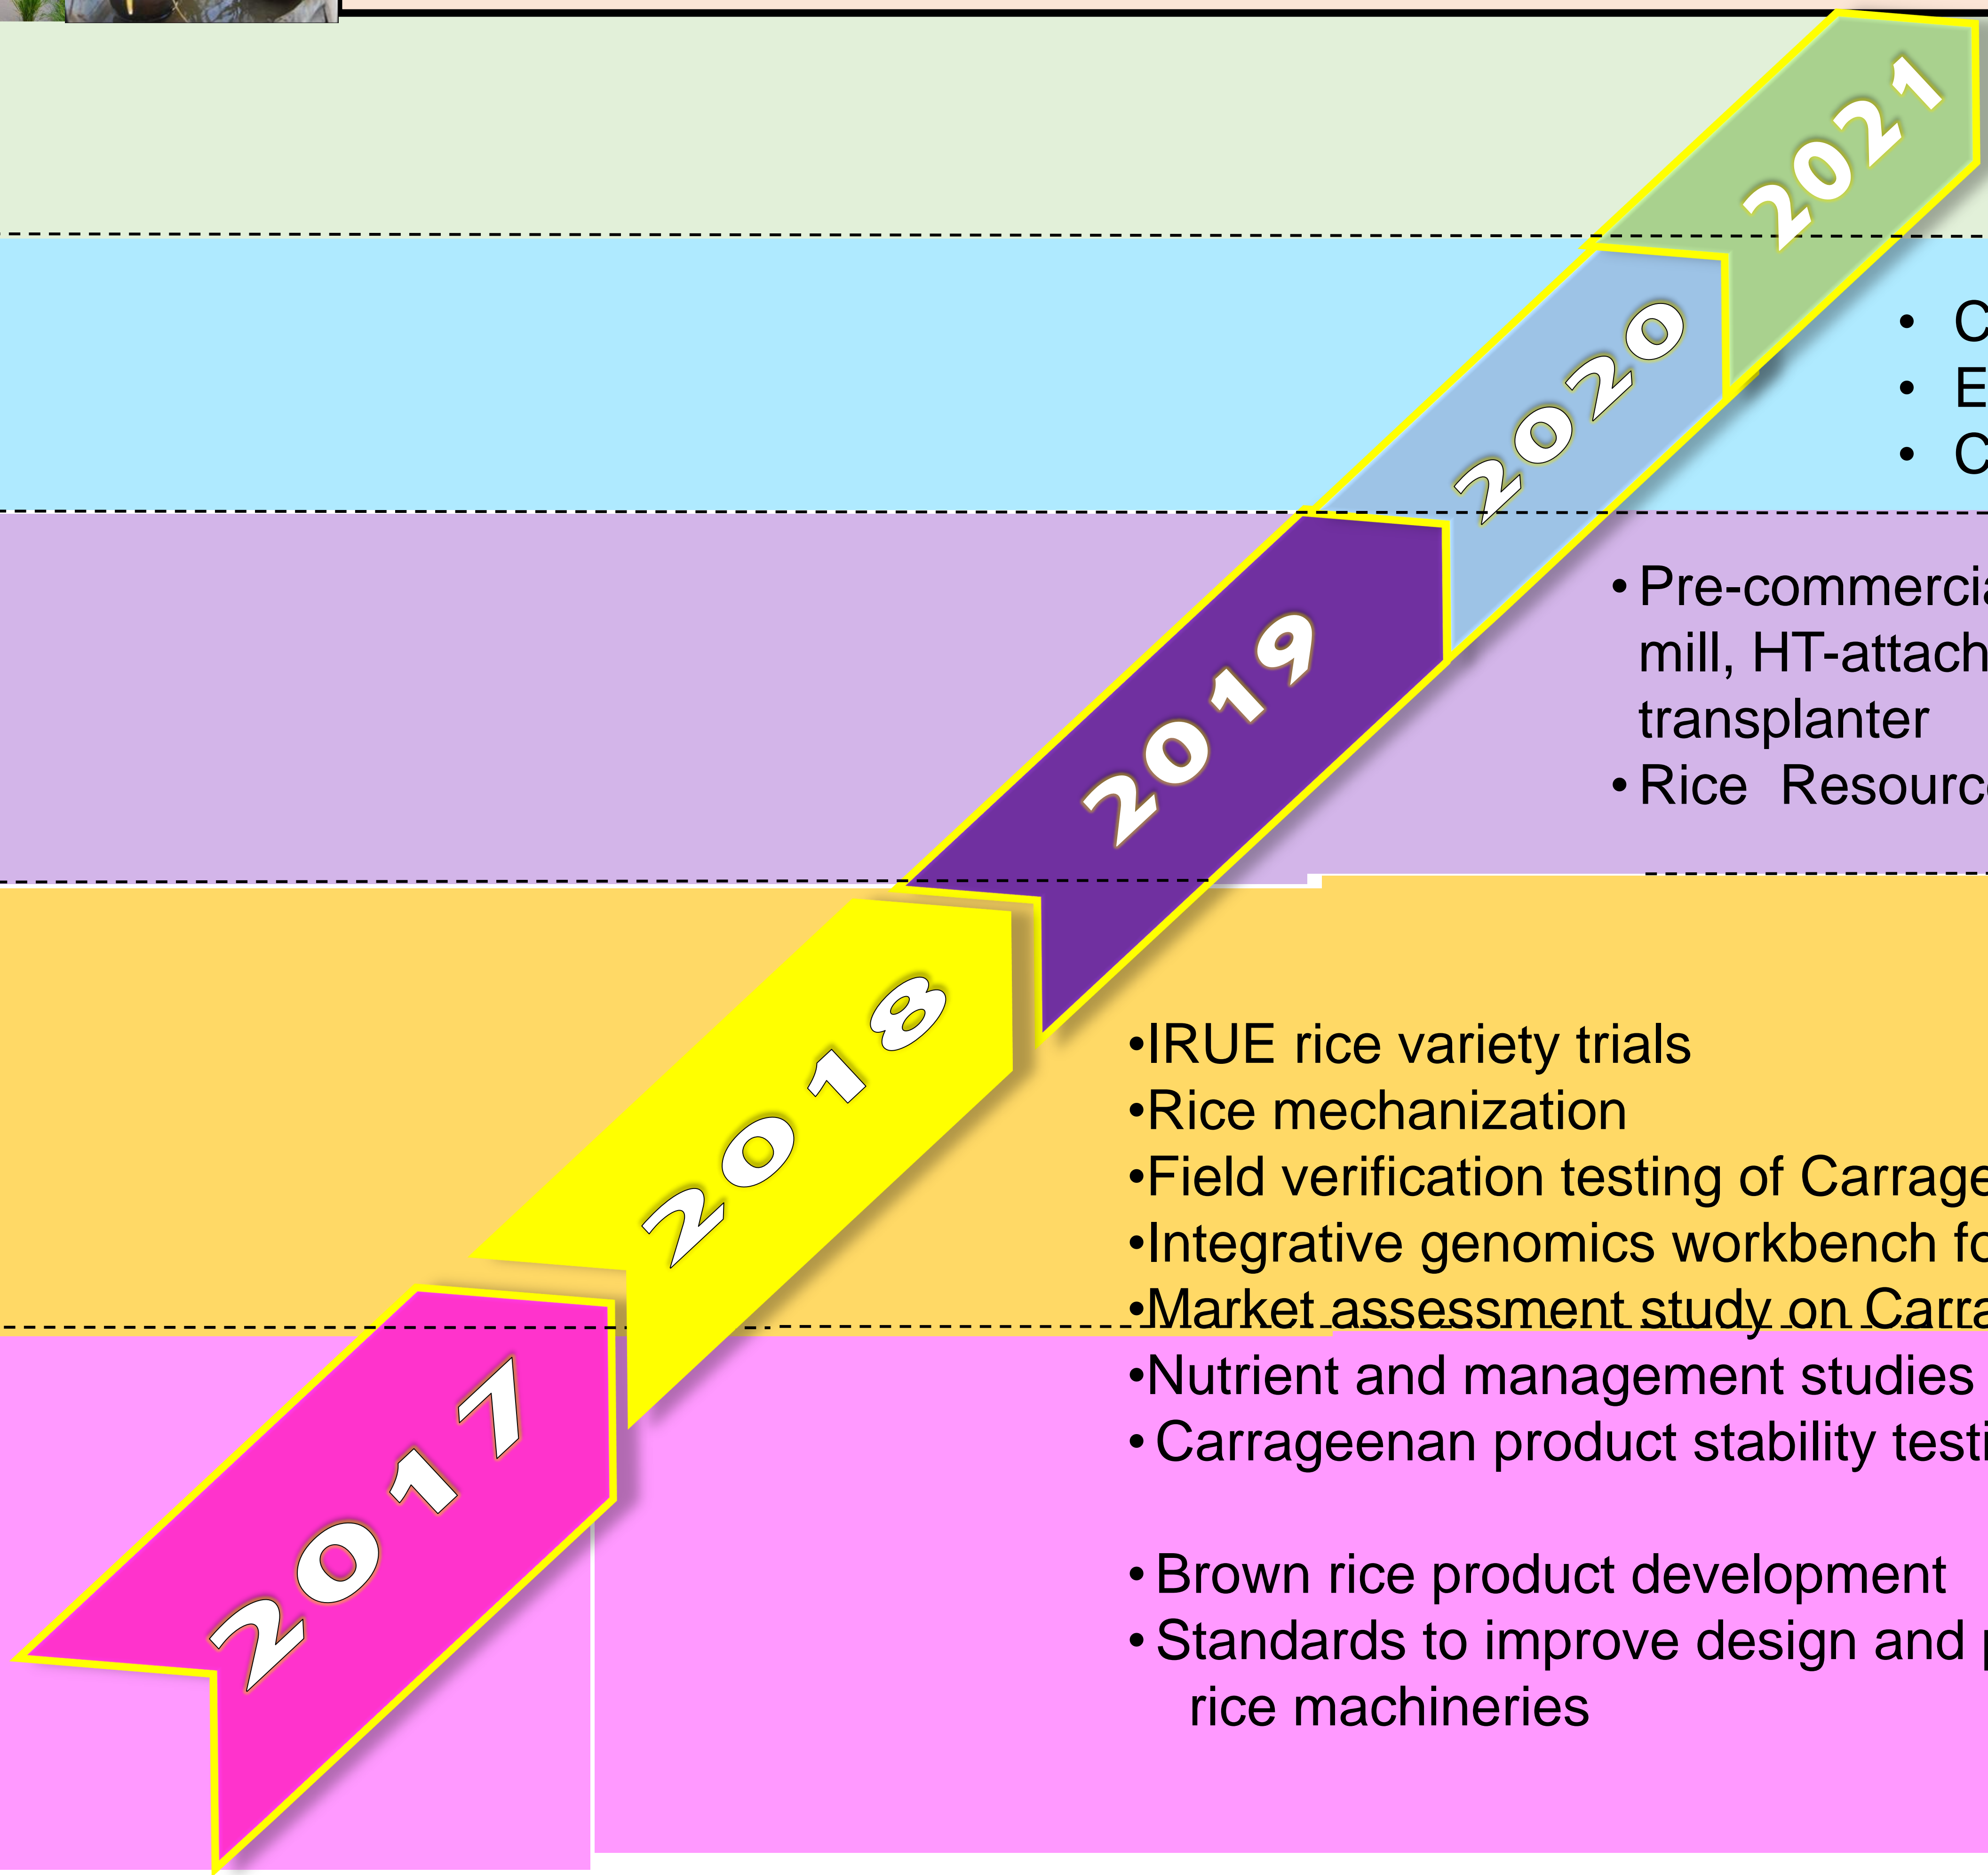 2021
2020
• C
• E
• C
2019
• Pre-commercia
mill, HT-attach
transplanter
• Rice Resourc
2018
•IRUE rice variety trials
•Rice mechanization
•Field verification testing of Carrage
•Integrative genomics workbench fo
•Market assessment study on Carra
•Nutrient and management studies
• Carrageenan product stability testi
2017
• Brown rice product development
• Standards to improve design and p
rice machineries